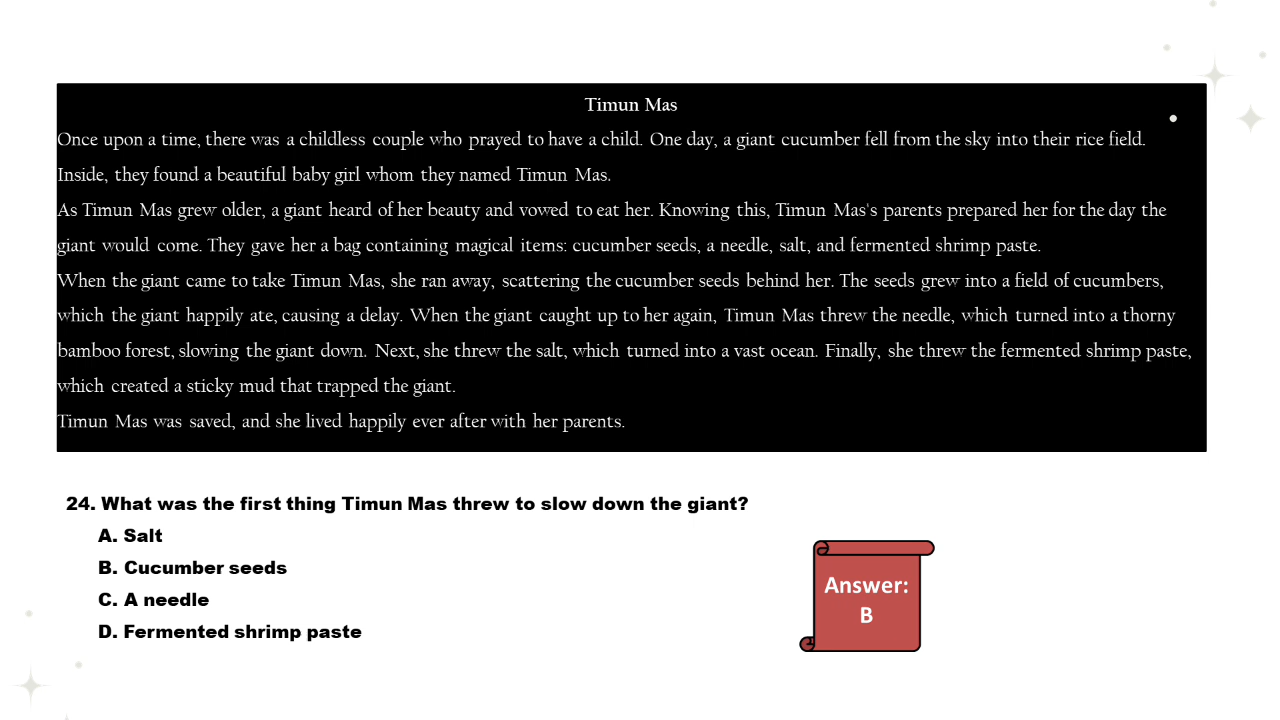 Timun Mas
Once upon a time, there was a childless couple who prayed to have a child. One day, a giant cucumber fell from the sky into their rice field.
Inside, they found a beautiful baby girl whom they named Timun Mas.
As Timun Mas grew older, a giant heard of her beauty and vowed to eat her. Knowing this, Timun Mas's parents prepared her for the day the
giant would come. They gave her a bag containing magical items: cucumber seeds, a needle, salt, and fermented shrimp paste.
When the giant came to take Timun Mas, she ran away, scattering the cucumber seeds behind her. The seeds grew into a field of cucumbers,
which the giant happily ate, causing a delay. When the giant caught up to her again, Timun Mas threw the needle, which turned into a thorny
bamboo forest, slowing the giant down. Next, she threw the salt, which turned into a vast ocean. Finally, she threw the fermented shrimp paste,
which created a sticky mud that trapped the giant.
Timun Mas was saved, and she lived happily ever after with her parents.
24. What was the first thing Timun Mas threw to slow down the giant?
A. Salt
B. Cucumber seeds
C. A needle
D. Fermented shrimp paste
Answer:
B